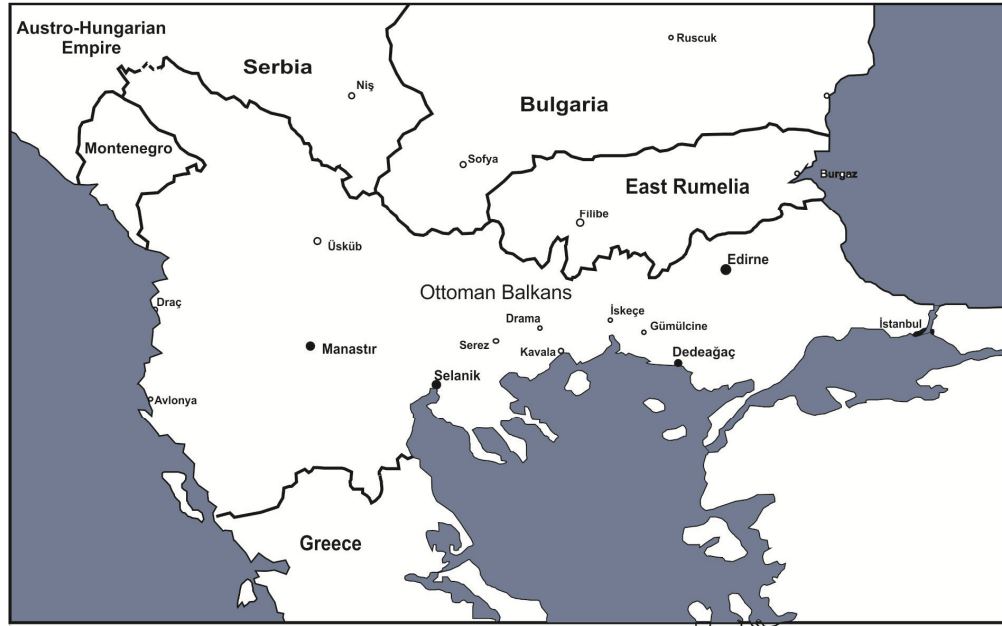 Austro-Hungarian
Empire
Serbia
Niş
Ruscuk
Bulgaria
Montenegro
Sofya
East Rumelia
Burgaz
Filibe
Üsküb
Edirne
Ottoman Balkans
Draç
Drama
İskeçe
Gümülcine
İstanbul
Manastır
Serez
Kavala
Dedeağaç
Selanik
Avlonya
Greece